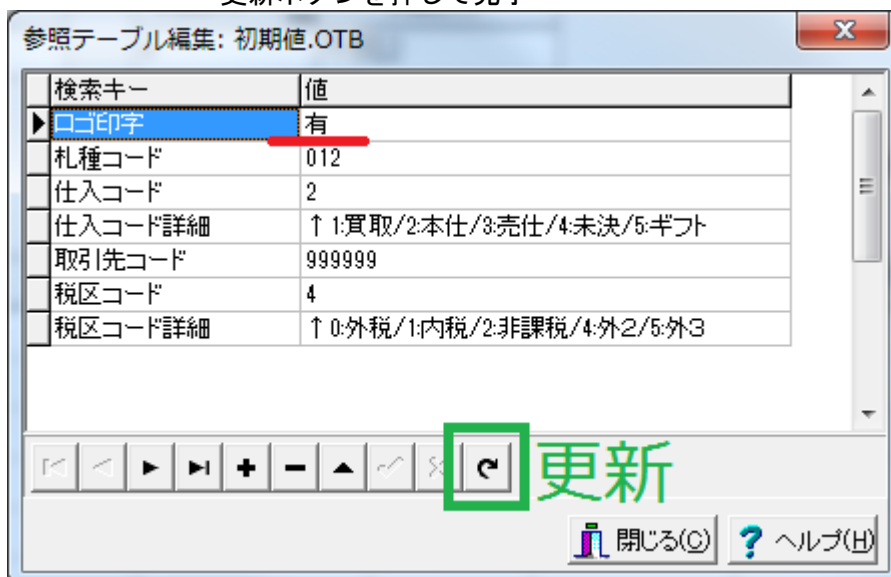 参照テーブル編集: 初期値.OTB
検索キー 値
ロゴ印字 有
札種コード 012
仕入コード 2
仕入コード詳細 ↑1:買取/2:本仕/3:売仕/4:未決/5:ギフト
取引先コード 999999
税区コード 4
税区コード詳細 ↑0:外税/1:内税/2:非課税/4:外2/5:外3
更新
閉じる(C) ? ヘルプ(H)